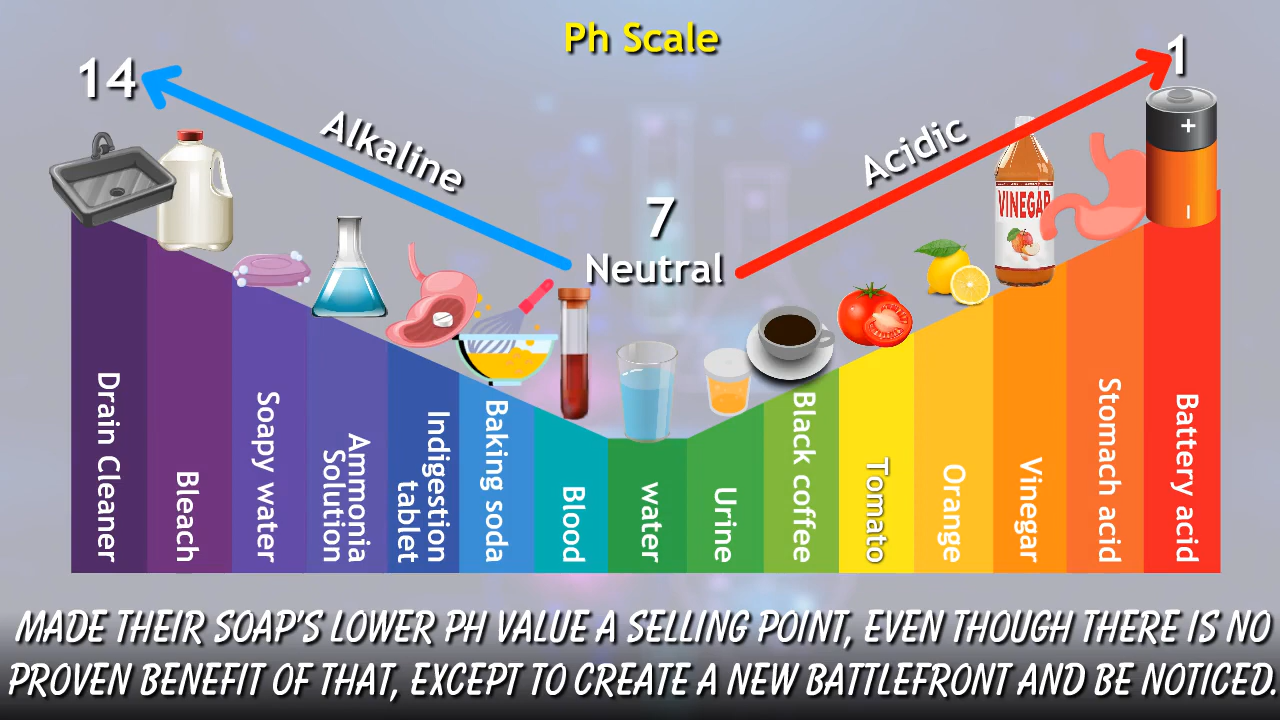 Ph Scale
14
1
Alkaline
Acidic
7
Neutral
VINEGAR
+
-
Drain Cleaner
Bleach
Soapy water
Ammonia
Solution
Indigestion
tablet
Baking soda
Blood
water
Urine
Black coffee
Tomato
Orange
Vinegar
Stomach acid
Battery acid
MADE THEIR SOAP'S LOWER PH VALUE A SELLING POINT, EVEN THOUGH THERE IS NO
PROVEN BENEFIT OF THAT, EXCEPT TO CREATE A NEW BATTLEFRONT AND BE NOTICED.